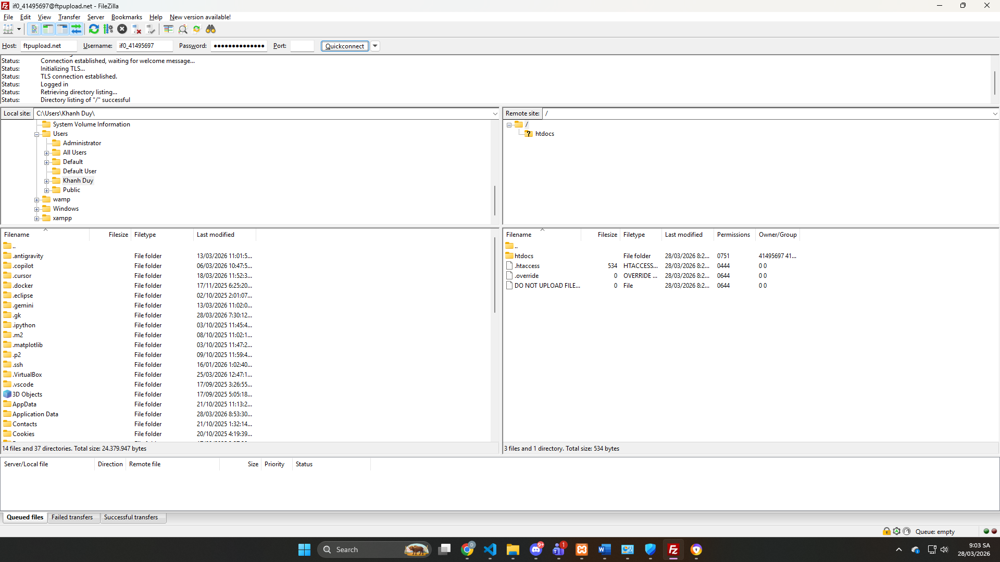 if0_41495697@ftpupload.net - FileZilla
File Edit View Transfer Server Bookmarks Help New version available!
Host: ftpupload.net Username: if0_41495697 Password: ●●●●●●●●●●●●●● Port: Quickconnect
Status: Connection established, waiting for welcome message...
Status: Initializing TLS...
Status: TLS connection established.
Status: Logged in
Status: Retrieving directory listing...
Status: Directory listing of "/" successful
Local site: C:\Users\Khanh Duy\
System Volume Information
Users
Administrator
All Users
Default
Default User
Khanh Duy
Public
wamp
Windows
xampp
Remote site: /
/
htdocs
Filename Filesize Filetype Last modified
..
.antigravity File folder 13/03/2026 11:01:5...
.copilot File folder 06/03/2026 10:47:5...
.cursor File folder 18/03/2026 11:52:3...
.docker File folder 17/11/2025 6:25:20...
.eclipse File folder 02/10/2025 2:01:07...
.gemini File folder 13/03/2026 11:02:0...
.gk File folder 28/03/2026 7:30:12...
.ipython File folder 03/10/2025 11:45:4...
.m2 File folder 08/10/2025 11:02:1...
.matplotlib File folder 03/10/2025 11:47:2...
.p2 File folder 09/10/2025 11:59:4...
.ssh File folder 16/01/2026 1:02:40...
.VirtualBox File folder 25/03/2026 12:47:1...
.vscode File folder 17/09/2025 3:26:55...
3D Objects File folder 17/09/2025 5:05:18...
AppData File folder 21/10/2025 11:13:2...
Application Data File folder 28/03/2026 8:53:30...
Contacts File folder 21/10/2025 1:32:14...
Cookies File folder 20/10/2025 4:19:39...
14 files and 37 directories. Total size: 24.379.947 bytes
Filename Filesize Filetype Last modified Permissions Owner/Group
..
htdocs File folder 28/03/2026 8:2... 0751 41495697 41...
.htaccess 534 HTACCESS... 28/03/2026 8:2... 0444 0 0
.override 0 OVERRIDE ... 28/03/2026 8:2... 0644 0 0
DO NOT UPLOAD FILE... 0 File 28/03/2026 8:2... 0644 0 0
3 files and 1 directory. Total size: 534 bytes
Server/Local file Direction Remote file Size Priority Status
Queued files Failed transfers Successful transfers
Queue: empty
Search
D
9+
1
9:03 SA
28/03/2026